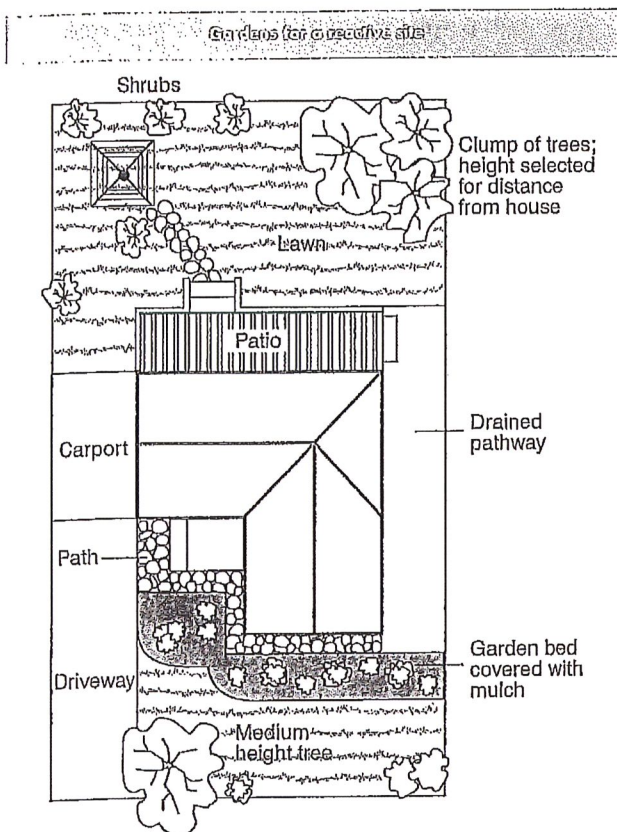 Gardens for a reactive site
Shrubs
Clump of trees;
height selected
for distance
from house
Lawn
Patio
Carport
Drained
pathway
Path
Garden bed
covered with
mulch
Driveway
Medium
height tree